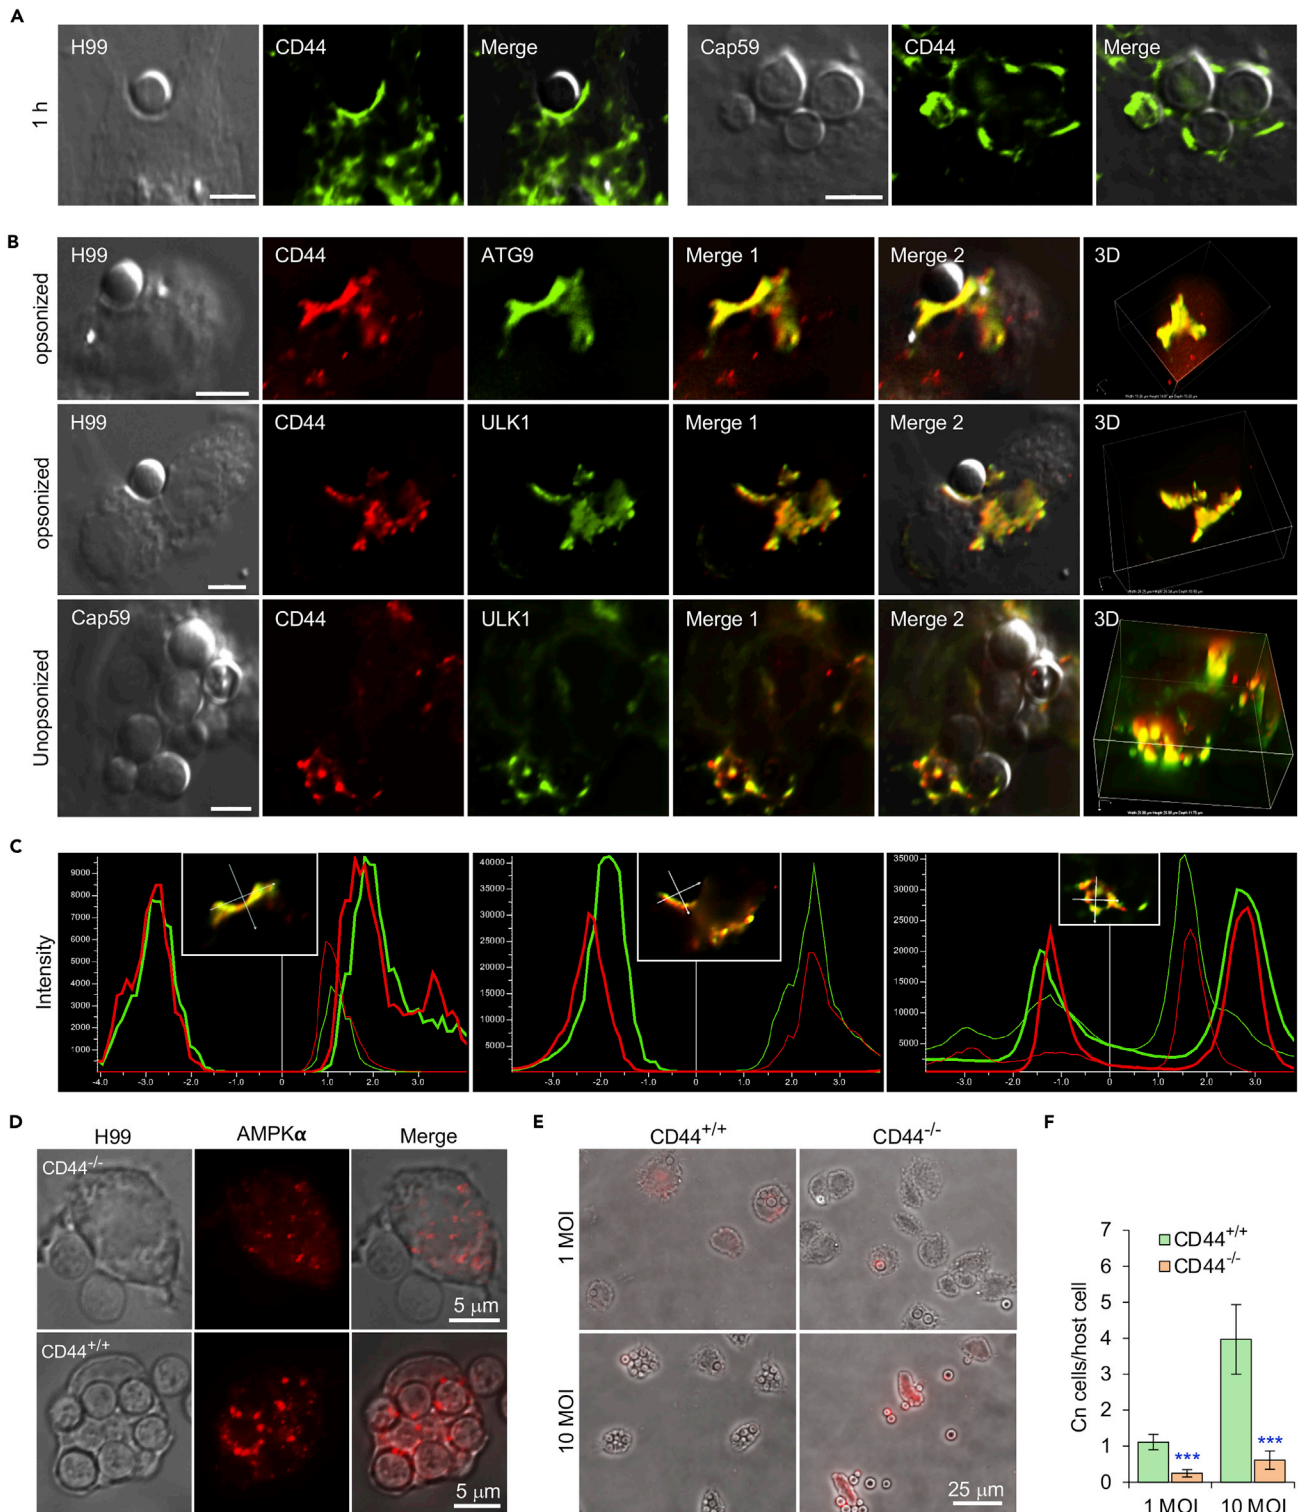 A
H99 CD44 Merge Cap59 CD44 Merge
1 h
B
H99 CD44 ATG9 Merge 1 Merge 2 3D
opsonized
H99 CD44 ULK1 Merge 1 Merge 2 3D
opsonized
Cap59 CD44 ULK1 Merge 1 Merge 2 3D
Unopsonized
C
Intensity
9000
8000
7000
6000
5000
4000
3000
2000
1000
-4.0 -3.0 -2.0 -1.0 0 1.0 2.0 3.0
40000
35000
30000
25000
20000
15000
10000
5000
-3.0 -2.0 -1.0 0 1.0 2.0 3.0
35000
30000
25000
20000
15000
10000
5000
-3.0 -2.0 -1.0 0 1.0 2.0 3.0
D
H99 AMPKα Merge
CD44-/-
5 μm
CD44+/+
5 μm
E
CD44+/+ CD44-/-
1 MOI
10 MOI
25 μm
F
CD44+/+
CD44-/-
Cn cells/host cell
7
6
5
4
3
2
1
0
***
***
1 MOI 10 MOI